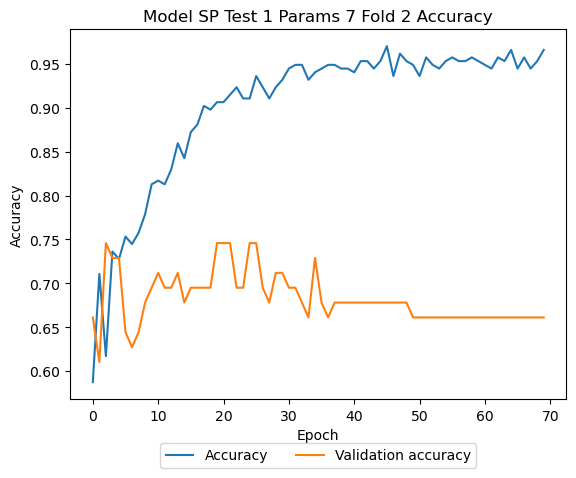 Model SP Test 1 Params 7 Fold 2 Accuracy
Accuracy
0.95
0.90
0.85
0.80
0.75
0.70
0.65
0.60
0 10 20 30 40 50 60 70
Epoch
Accuracy Validation accuracy